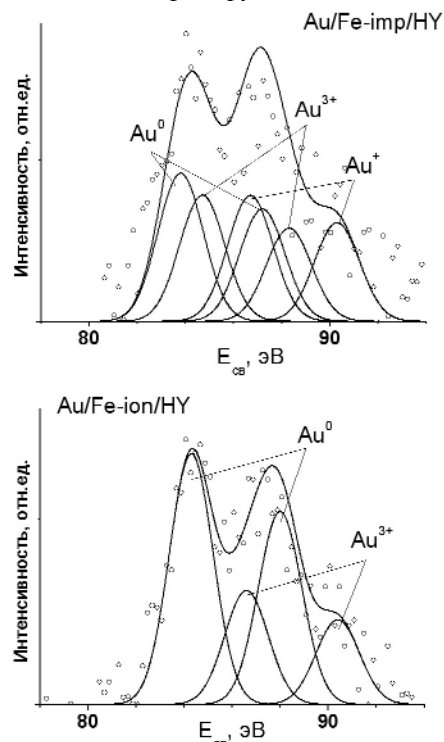 Au/Fe-imp/HY
Интенсивность, отн.ед.
Au⁰
Au³⁺
Au⁺
80
90
E_св, эВ
Au/Fe-ion/HY
Интенсивность, отн.ед.
Au⁰
Au³⁺
80
90
эВ